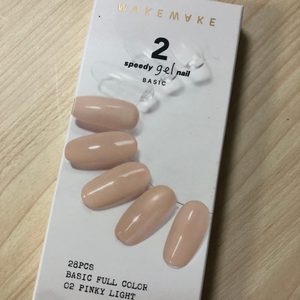 WAKEMAKE
2
speedy gel nail
BASIC
28PCS
BASIC FULL COLOR
02 PINKY LIGHT